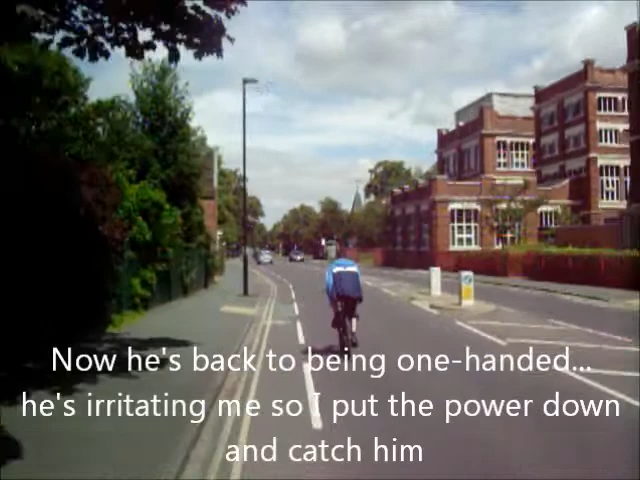 Now he's back to being one-handed...
he's irritating me so I put the power down
and catch him